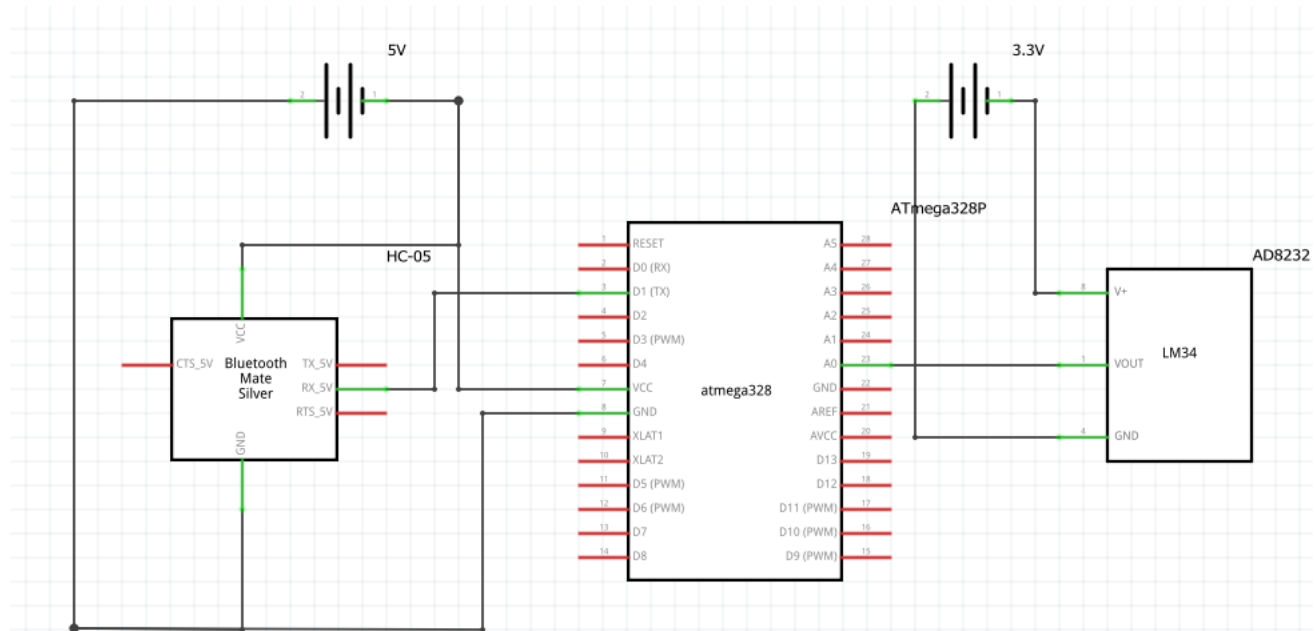 5V
3.3V
2
1
2
1
HC-05
ATmega328P
AD8232
VCC
CTS_5V
Bluetooth
Mate
Silver
TX_5V
RX_5V
RTS_5V
GND
1 RESET
2 D0 (RX)
3 D1 (TX)
4 D2
5 D3 (PWM)
6 D4
7 VCC
8 GND
9 XLAT1
10 XLAT2
11 D5 (PWM)
12 D6 (PWM)
13 D7
14 D8
atmega328
A5 28
A4 27
A3 26
A2 25
A1 24
A0 23
GND 22
AREF 21
AVCC 20
D13 19
D12 18
D11 (PWM) 17
D10 (PWM) 16
D9 (PWM) 15
8 V+
1 VOUT
4 GND
LM34